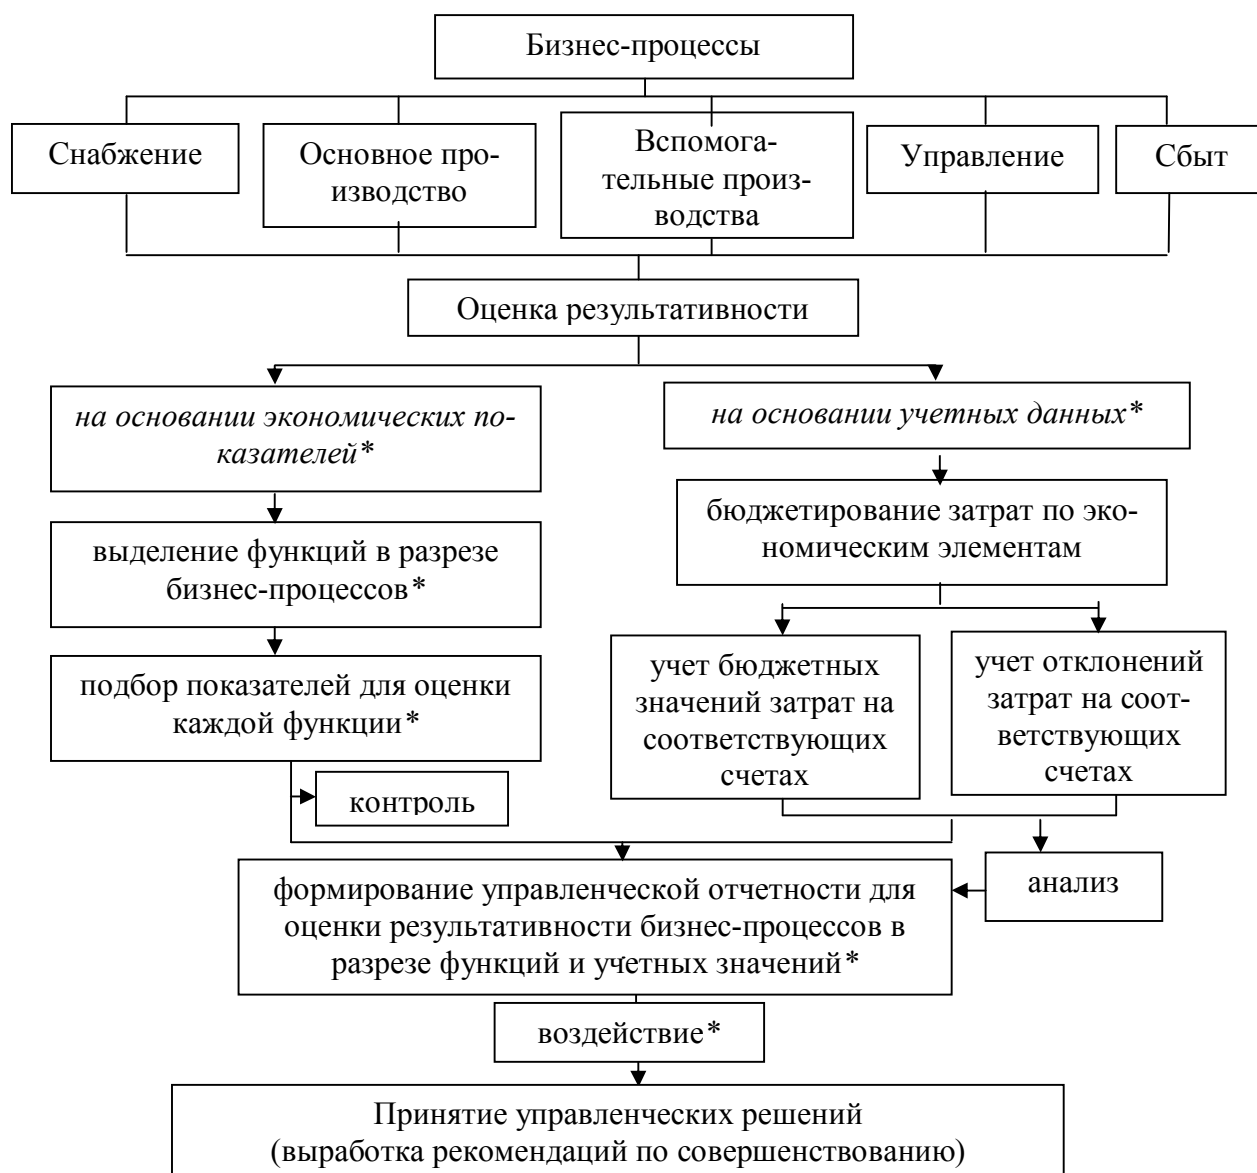 Бизнес-процессы
Снабжение
Основное про-
изводство
Вспомога-
тельные произ-
водства
Управление
Сбыт
Оценка результативности
на основании экономических по-
казателей*
на основании учетных данных*
выделение функций в разрезе
бизнес-процессов*
бюджетирование затрат по эко-
номическим элементам
подбор показателей для оценки
каждой функции*
учет бюджетных
значений затрат на
соответствующих
счетах
учет отклонений
затрат на соот-
ветствующих
счетах
контроль
анализ
формирование управленческой отчетности для
оценки результативности бизнес-процессов в
разрезе функций и учетных значений*
воздействие*
Принятие управленческих решений
(выработка рекомендаций по совершенствованию)